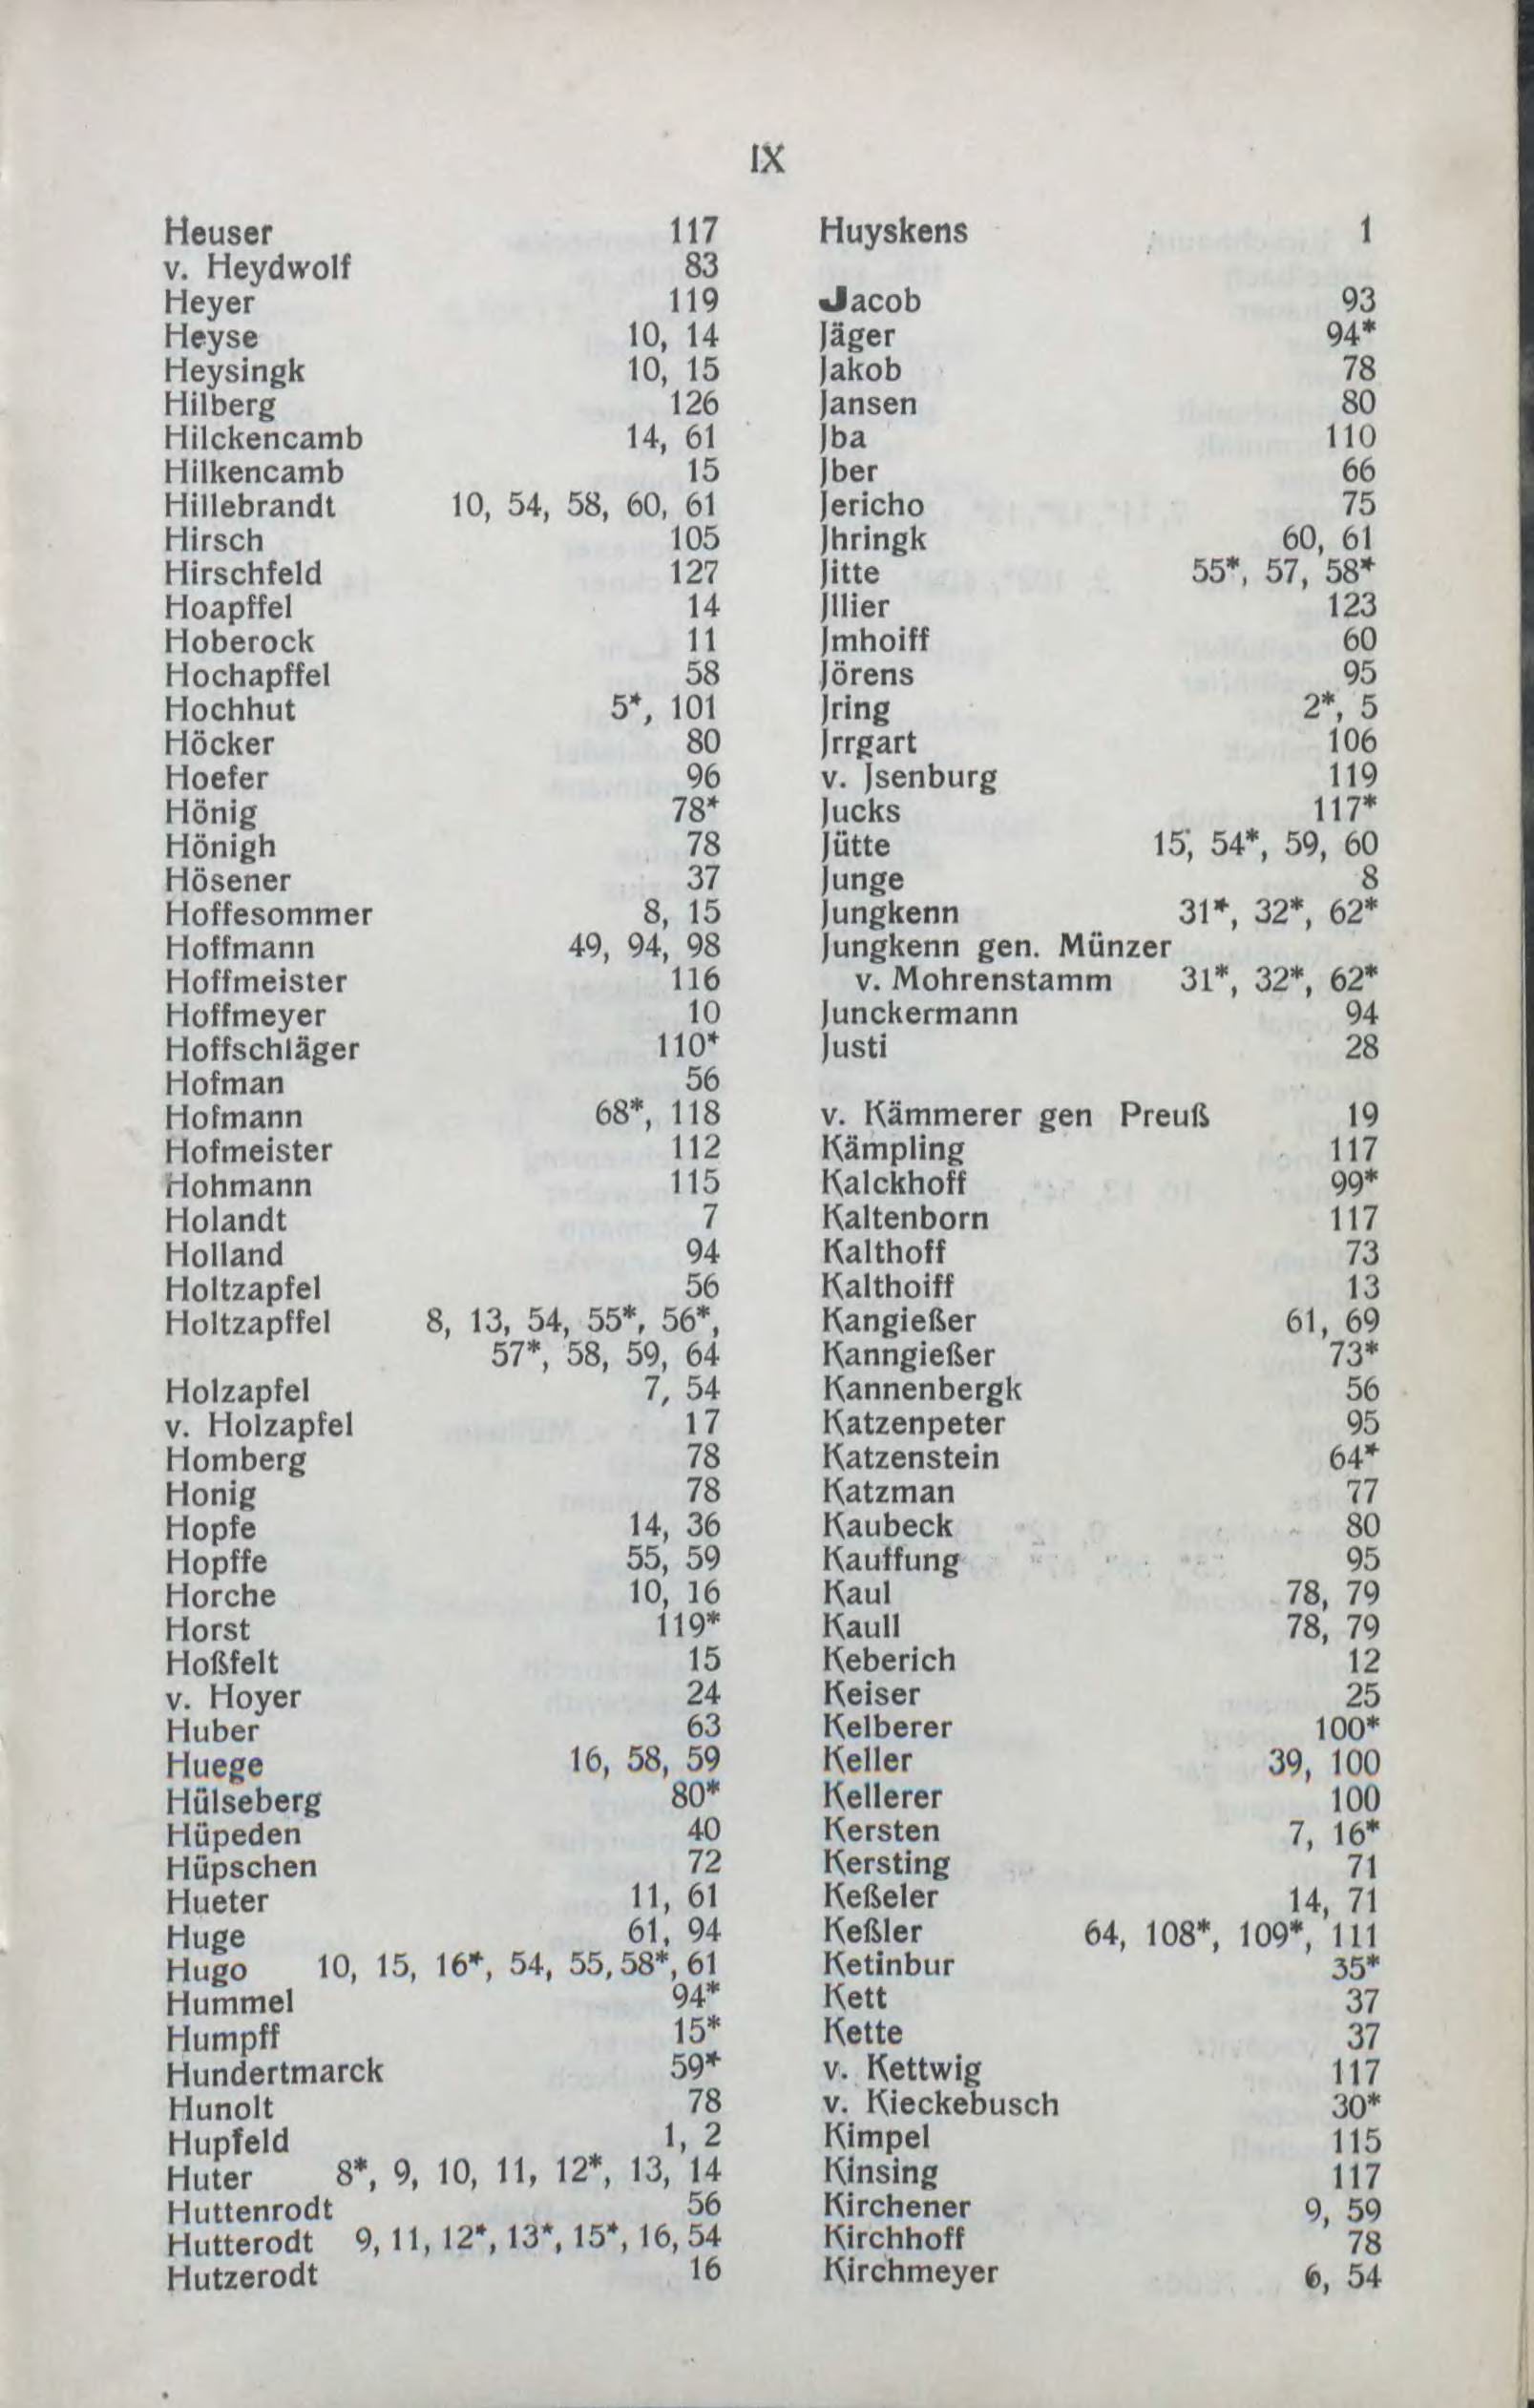 IX
Heuser 117
v. Heydwolf 83
Heyer 119
Heyse 10, 14
Heysingk 10, 15
Hilberg 126
Hilckencamb 14, 61
Hilkencamb 15
Hillebrandt 10, 54, 58, 60, 61
Hirsch 105
Hirschfeld 127
Hoapffel 14
Hoberock 11
Hochapffel 58
Hochhut 5*, 101
Höcker 80
Hoefer 96
Hönig 78*
Hönigh 78
Hösener 37
Hoffesommer 8, 15
Hoffmann 49, 94, 98
Hoffmeister 116
Hoffmeyer 10
Hoffschläger 110*
Hofman 56
Hofmann 68*, 118
Hofmeister 112
Hohmann 115
Holandt 7
Holland 94
Holtzapfel 56
Holtzapffel 8, 13, 54, 55*, 56*,
57*, 58, 59, 64
Holzapfel 7, 54
v. Holzapfel 17
Homberg 78
Honig 78
Hopfe 14, 36
Hopffe 55, 59
Horche 10, 16
Horst 119*
Hoßfelt 15
v. Hoyer 24
Huber 63
Huege 16, 58, 59
Hülseberg 80*
Hüpeden 40
Hüpschen 72
Hueter 11, 61
Huge 61, 94
Hugo 10, 15, 16*, 54, 55, 58*, 61
Hummel 94*
Humpff 15*
Hundertmarck 59*
Hunolt 78
Hupfeld 1, 2
Huter 8*, 9, 10, 11, 12*, 13, 14
Huttenrodt 56
Hutterodt 9, 11, 12*, 13*, 15*, 16, 54
Hutzerodt 16
Huyskens 1
Jacob 93
Jäger 94*
Jakob 78
Jansen 80
Jba 110
Jber 66
Jericho 75
Jhringk 60, 61
Jitte 55*, 57, 58*
Jllier 123
Jmhoiff 60
Jörens 95
Jring 2*, 5
Jrrgart 106
v. Jsenburg 119
Jucks 117*
Jütte 15, 54*, 59, 60
Junge 8
Jungkenn 31*, 32*, 62*
Jungkenn gen. Münzer
v. Mohrenstamm 31*, 32*, 62*
Junckermann 94
Justi 28
v. Kämmerer gen Preuß 19
Kämpling 117
Kalckhoff 99*
Kaltenborn 117
Kalthoff 73
Kalthoiff 13
Kangießer 61, 69
Kanngießer 73*
Kannenbergk 56
Katzenpeter 95
Katzenstein 64*
Katzman 77
Kaubeck 80
Kauffung 95
Kaul 78, 79
Kaull 78, 79
Keberich 12
Keiser 25
Kelberer 100*
Keller 39, 100
Kellerer 100
Kersten 7, 16*
Kersting 71
Keßeler 14, 71
Keßler 64, 108*, 109*, 111
Ketinbur 35*
Kett 37
Kette 37
v. Kettwig 117
v. Kieckebusch 30*
Kimpel 115
Kinsing 117
Kirchener 9, 59
Kirchhoff 78
Kirchmeyer 6, 54